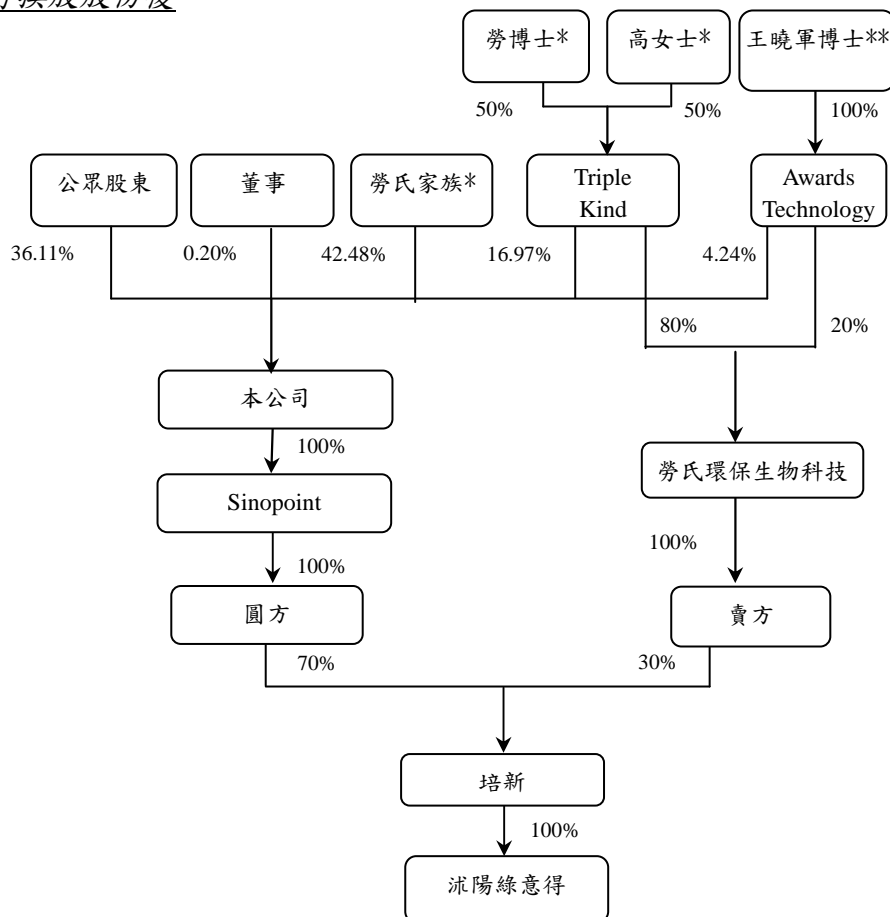 換股股份後
勞博士*
高女士*
王曉軍博士**
50%
50%
100%
公眾股東
董事
勞氏家族*
Triple
Kind
Awards
Technology
36.11%
0.20%
42.48%
16.97%
4.24%
80%
20%
本公司
100%
勞氏環保生物科技
Sinopoint
100%
100%
圓方
賣方
70%
30%
培新
100%
沭陽綠意得